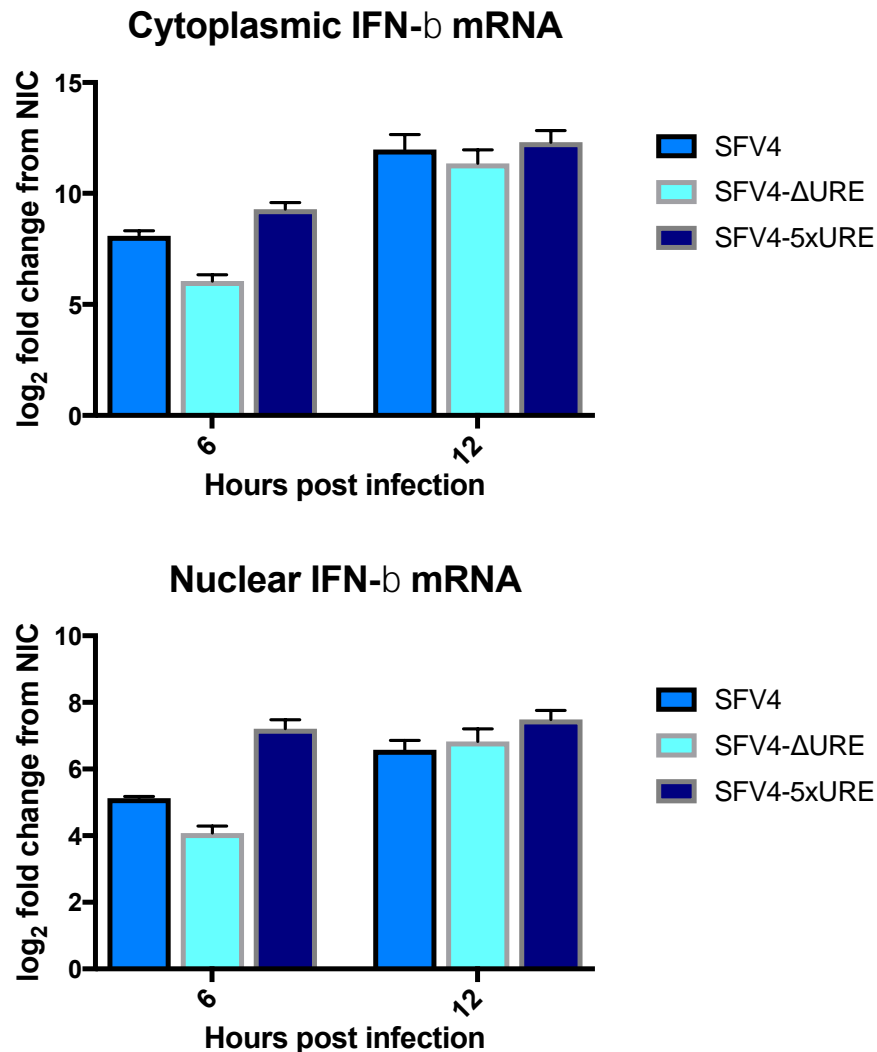 Cytoplasmic IFN-b mRNA
log₂ fold change from NIC
15
10
5
0
6
12
Hours post infection
SFV4
SFV4-ΔURE
SFV4-5xURE
Nuclear IFN-b mRNA
log₂ fold change from NIC
10
8
6
4
2
0
6
12
Hours post infection
SFV4
SFV4-ΔURE
SFV4-5xURE